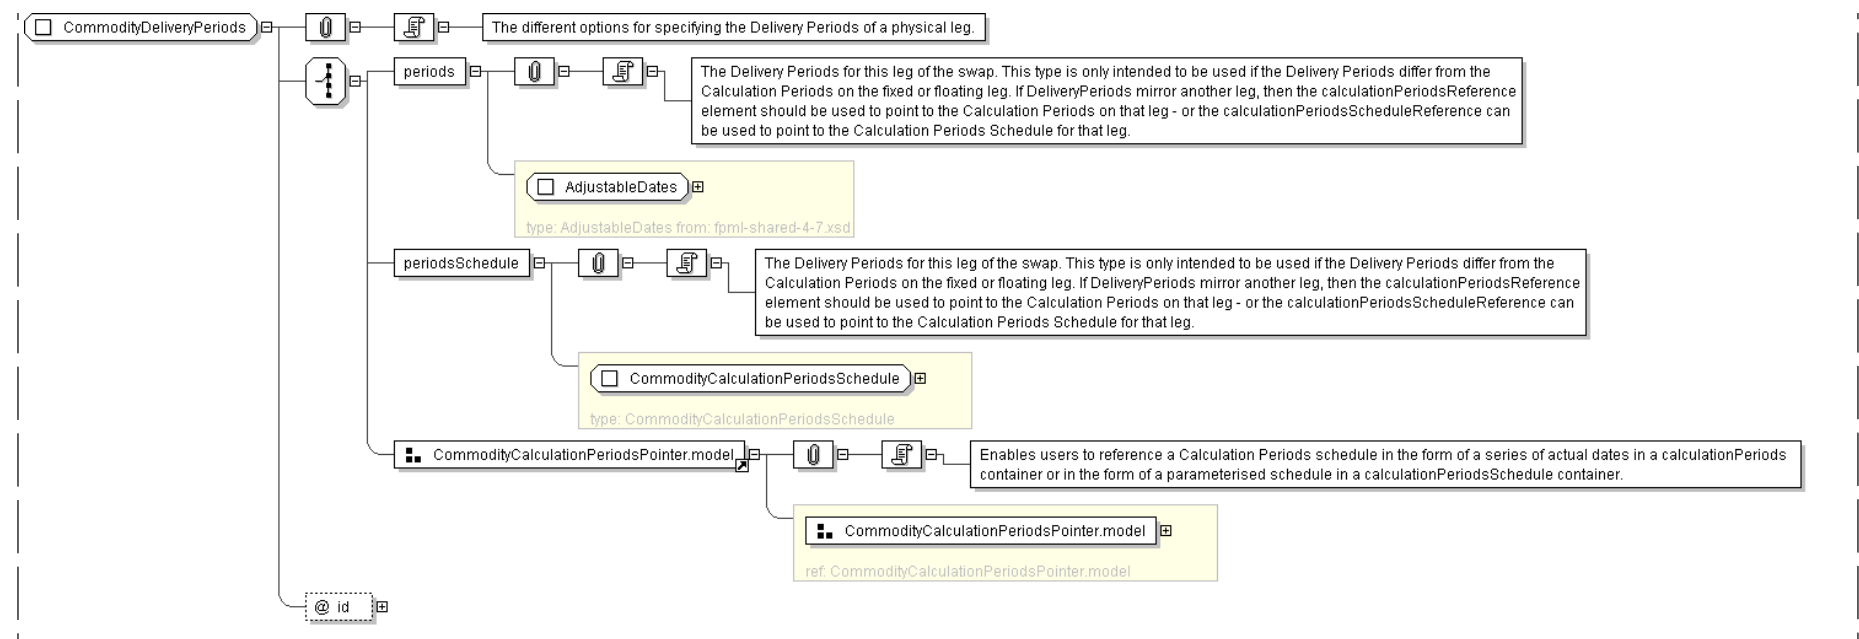 CommodityDeliveryPeriods
The different options for specifying the Delivery Periods of a physical leg.
periods
The Delivery Periods for this leg of the swap. This type is only intended to be used if the Delivery Periods differ from the
Calculation Periods on the fixed or floating leg. If DeliveryPeriods mirror another leg, then the calculationPeriodsReference
element should be used to point to the Calculation Periods on that leg - or the calculationPeriodsScheduleReference can
be used to point to the Calculation Periods Schedule for that leg.
AdjustableDates
type: AdjustableDates from: fpml-shared-4-7.xsd
periodsSchedule
The Delivery Periods for this leg of the swap. This type is only intended to be used if the Delivery Periods differ from the
Calculation Periods on the fixed or floating leg. If DeliveryPeriods mirror another leg, then the calculationPeriodsReference
element should be used to point to the Calculation Periods on that leg - or the calculationPeriodsScheduleReference can
be used to point to the Calculation Periods Schedule for that leg.
CommodityCalculationPeriodsSchedule
type: CommodityCalculationPeriodsSchedule
CommodityCalculationPeriodsPointer.model
Enables users to reference a Calculation Periods schedule in the form of a series of actual dates in a calculationPeriods
container or in the form of a parameterised schedule in a calculationPeriodsSchedule container.
CommodityCalculationPeriodsPointer.model
ref: CommodityCalculationPeriodsPointer.model
@ id